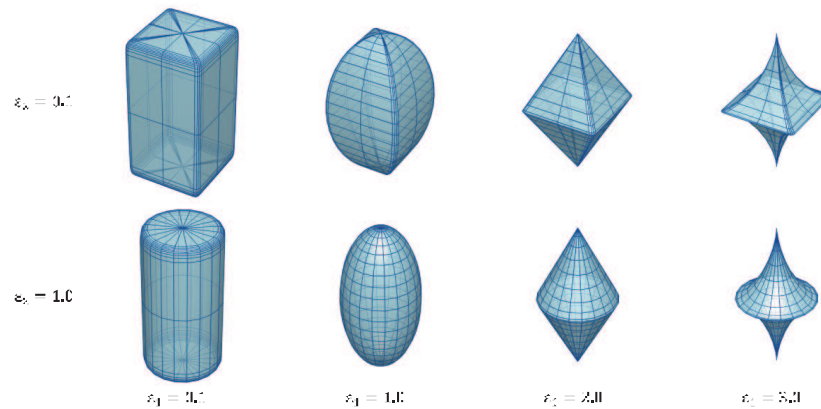 ε₂ = 0.1
ε₂ = 1.0
ε₁ = 0.1 ε₁ = 1.0 ε₁ = 2.0 ε₁ = 3.0